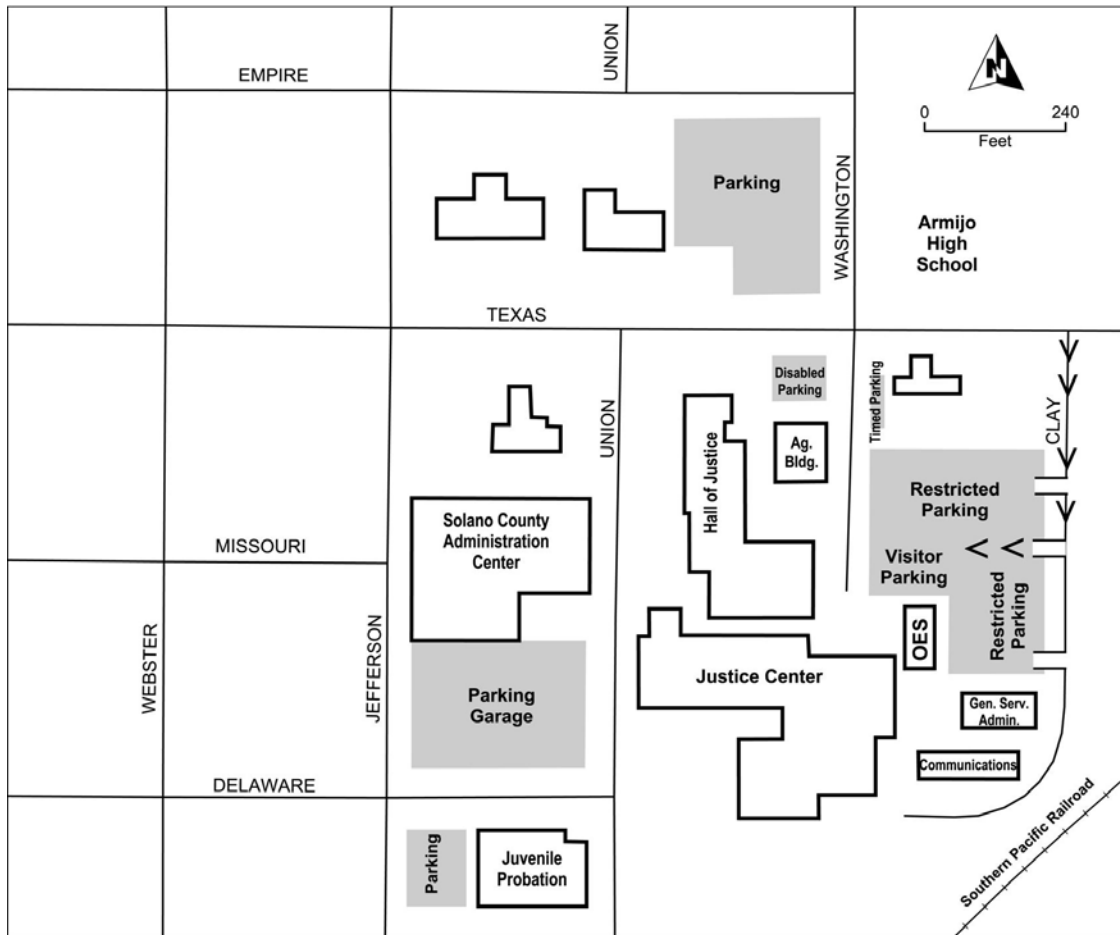 UNION
EMPIRE
N
0
240
Feet
Parking
WASHINGTON
Armijo
High
School
TEXAS
Disabled
Parking
Timed Parking
CLAY
UNION
Ag.
Bldg.
Hall of Justice
Restricted
Parking
Solano County
Administration
Center
MISSOURI
Visitor
Parking
Restricted
Parking
OES
WEBSTER
JEFFERSON
Parking
Garage
Justice Center
Gen. Serv.
Admin.
Communications
DELAWARE
Parking
Juvenile
Probation
Southern Pacific Railroad